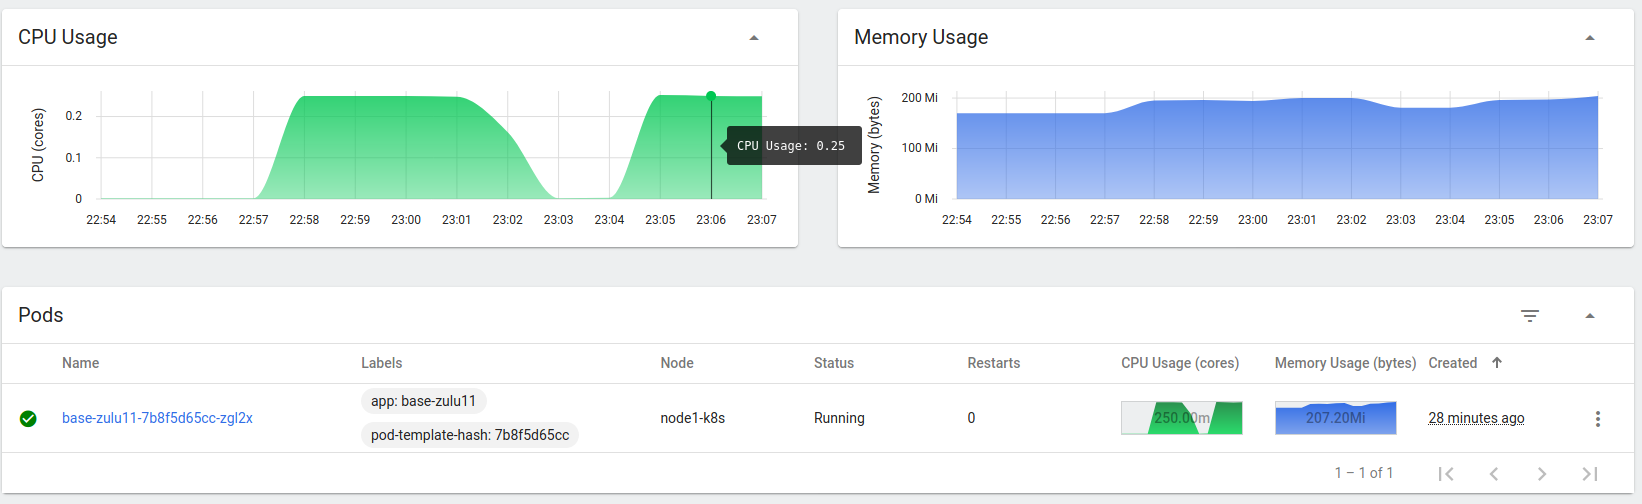 CPU Usage
CPU (cores)
0.2
0.1
0
22:54 22:55 22:56 22:57 22:58 22:59 23:00 23:01 23:02 23:03 23:04 23:05 23:06 23:07
CPU Usage: 0.25
Memory Usage
Memory (bytes)
200 Mi
100 Mi
0 Mi
22:54 22:55 22:56 22:57 22:58 22:59 23:00 23:01 23:02 23:03 23:04 23:05 23:06 23:07
Pods
Name Labels Node Status Restarts CPU Usage (cores) Memory Usage (bytes) Created
app: base-zulu11
base-zulu11-7b8f5d65cc-zgl2x node1-k8s Running 0 250.00m 207.20Mi 28 minutes ago
pod-template-hash: 7b8f5d65cc
1 – 1 of 1